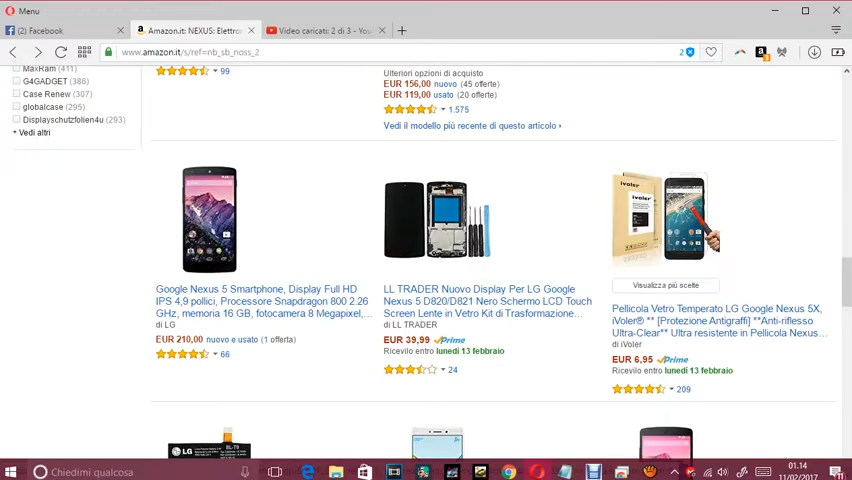 Menu
(2) Facebook
Amazon.it: NEXUS: Elettron
Video caricati: 2 di 3 - You
www.amazon.it/s/ref=nb_sb_noss_2
2
MaxRam (411)
G4GADGET (386)
Case Renew (307)
globalcase (295)
Displayschutzfolien4u (293)
+ Vedi altri
99
Ulteriori opzioni di acquisto
EUR 156,00 nuovo (45 offerte)
EUR 119,00 usato (20 offerte)
1.575
Vedi il modello più recente di questo articolo ›
ivoler
ivoler
Visualizza più scelte
Google Nexus 5 Smartphone, Display Full HD
IPS 4,9 pollici, Processore Snapdragon 800 2.26
GHz, memoria 16 GB, fotocamera 8 Megapixel,...
di LG
EUR 210,00 nuovo e usato (1 offerta)
66
LL TRADER Nuovo Display Per LG Google
Nexus 5 D820/D821 Nero Schermo LCD Touch
Screen Lente in Vetro Kit di Trasformazione...
di LL TRADER
EUR 39,99 Prime
Ricevilo entro lunedì 13 febbraio
24
Pellicola Vetro Temperato LG Google Nexus 5X,
iVoler® ** [Protezione Antigraffi] **Anti-riflesso
Ultra-Clear** Ultra resistente in Pellicola Nexus...
di iVoler
EUR 6,95 Prime
Ricevilo entro lunedì 13 febbraio
209
LG
BL-T9
Chiedimi qualcosa
01.14
11/02/2017